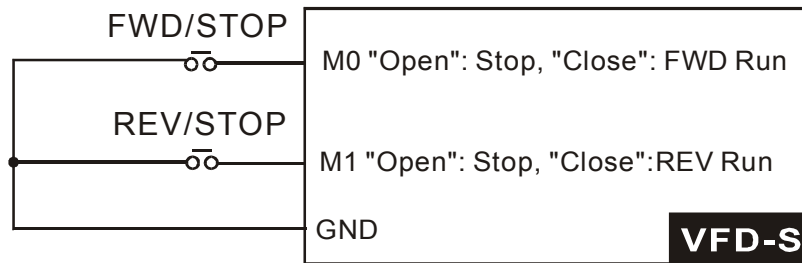 FWD/STOP
M0 "Open": Stop, "Close": FWD Run
REV/STOP
M1 "Open": Stop, "Close":REV Run
GND
VFD-S